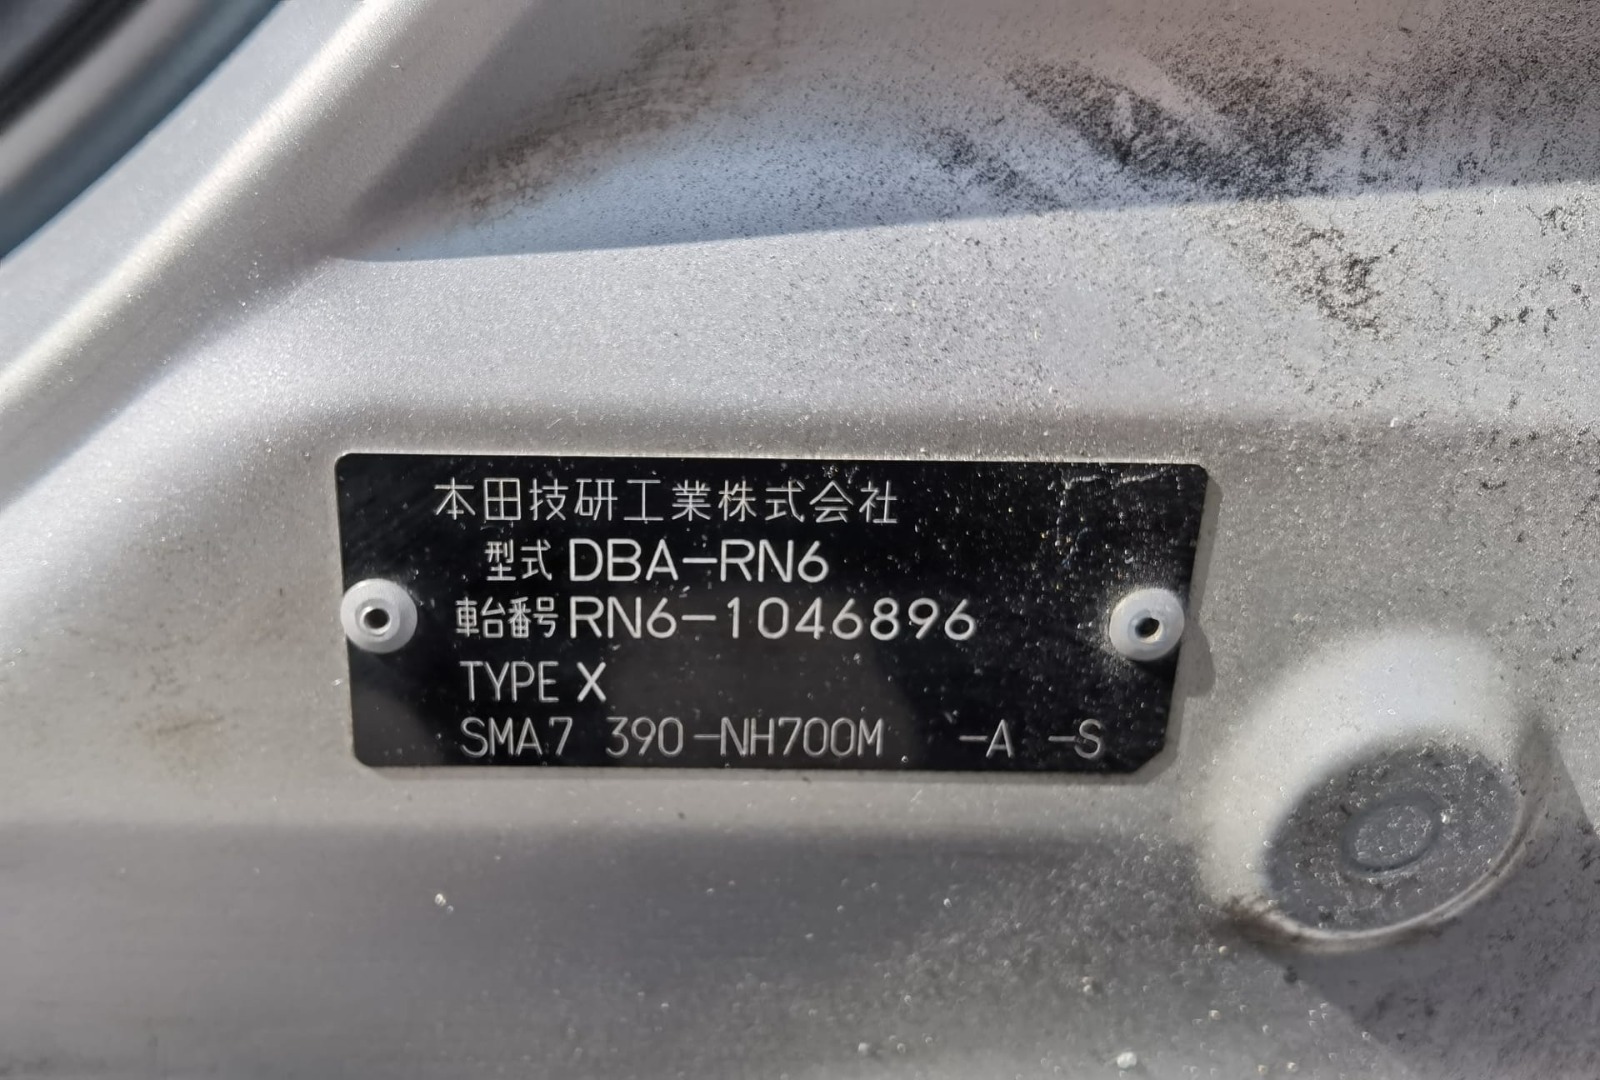 本田技研工業株式会社
型式 DBA-RN6
車台番号 RN6-1046896
TYPE X
SMA7 390-NH700M -A -S